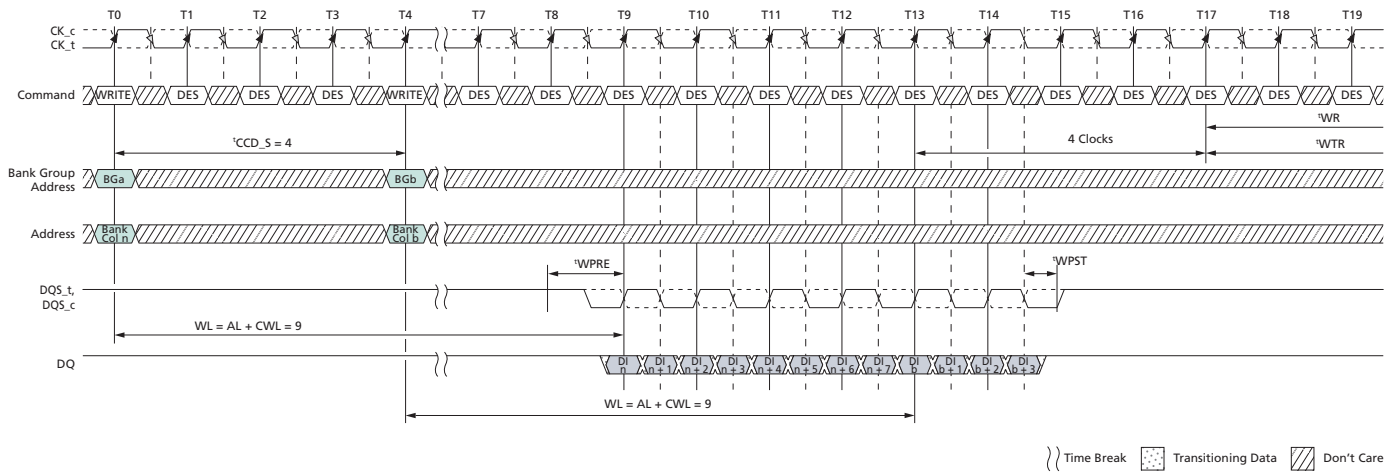 T0 T1 T2 T3 T4 T7 T8 T9 T10 T11 T12 T13 T14 T15 T16 T17 T18 T19
CK_c
CK_t
Command WRITE DES DES DES WRITE DES DES DES DES DES DES DES DES DES DES DES DES DES
tWR
tCCD_S = 4 4 Clocks tWTR
Bank Group
Address BGa BGb
Address Bank
Col n Bank
Col b
tWPRE tWPST
DQS_t,
DQS_c
WL = AL + CWL = 9
DQ DI
n DI
n + 1 DI
n + 2 DI
n + 3 DI
n + 4 DI
n + 5 DI
n + 6 DI
n + 7 DI
b DI
b + 1 DI
b + 2 DI
b + 3
WL = AL + CWL = 9
Time Break Transitioning Data Don't Care